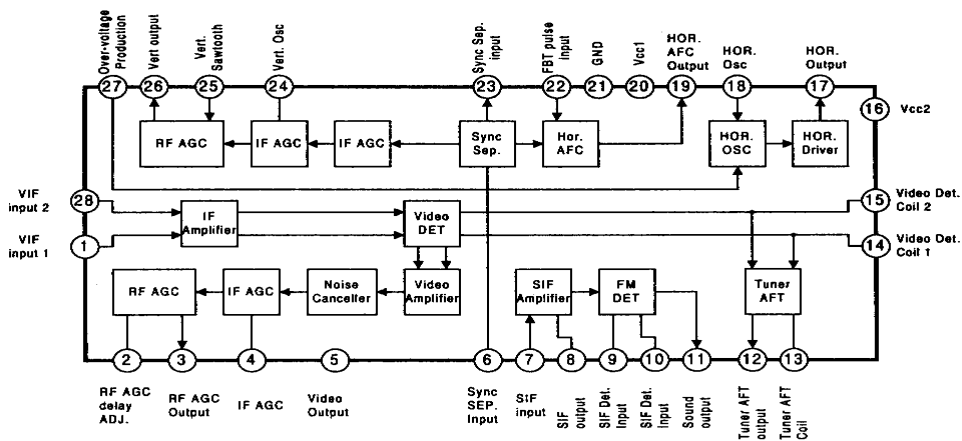 Over-voltage
Production
Vert output
Vert.
Sawtooth
Vert. Osc
Sync Sep.
input
FBT pulse
Input
GND
Vcc1
HOR.
AFC
Output
HOR.
Osc
HOR.
Output
27
26
25
24
23
22
21
20
19
18
17
16
Vcc2
RF AGC
IF AGC
IF AGC
Sync
Sep.
Hor.
AFC
HOR.
OSC
HOR.
Driver
VIF
input 2
28
IF
Amplifier
Video
DET
15
Video Det.
Coil 2
VIF
input 1
1
14
Video Det.
Coil 1
RF AGC
IF AGC
Noise
Canceller
Video
Amplifier
SIF
Amplifier
FM
DET
Tuner
AFT
2
3
4
5
6
7
8
9
10
11
12
13
RF AGC
delay
ADJ.
RF AGC
Output
IF AGC
Video
Output
Sync
SEP.
Input
SIF
input
SIF
output
SIF Det.
Input
SIF Det.
Input
Sound
output
Tuner AFT
output
Tuner AFT
Coil